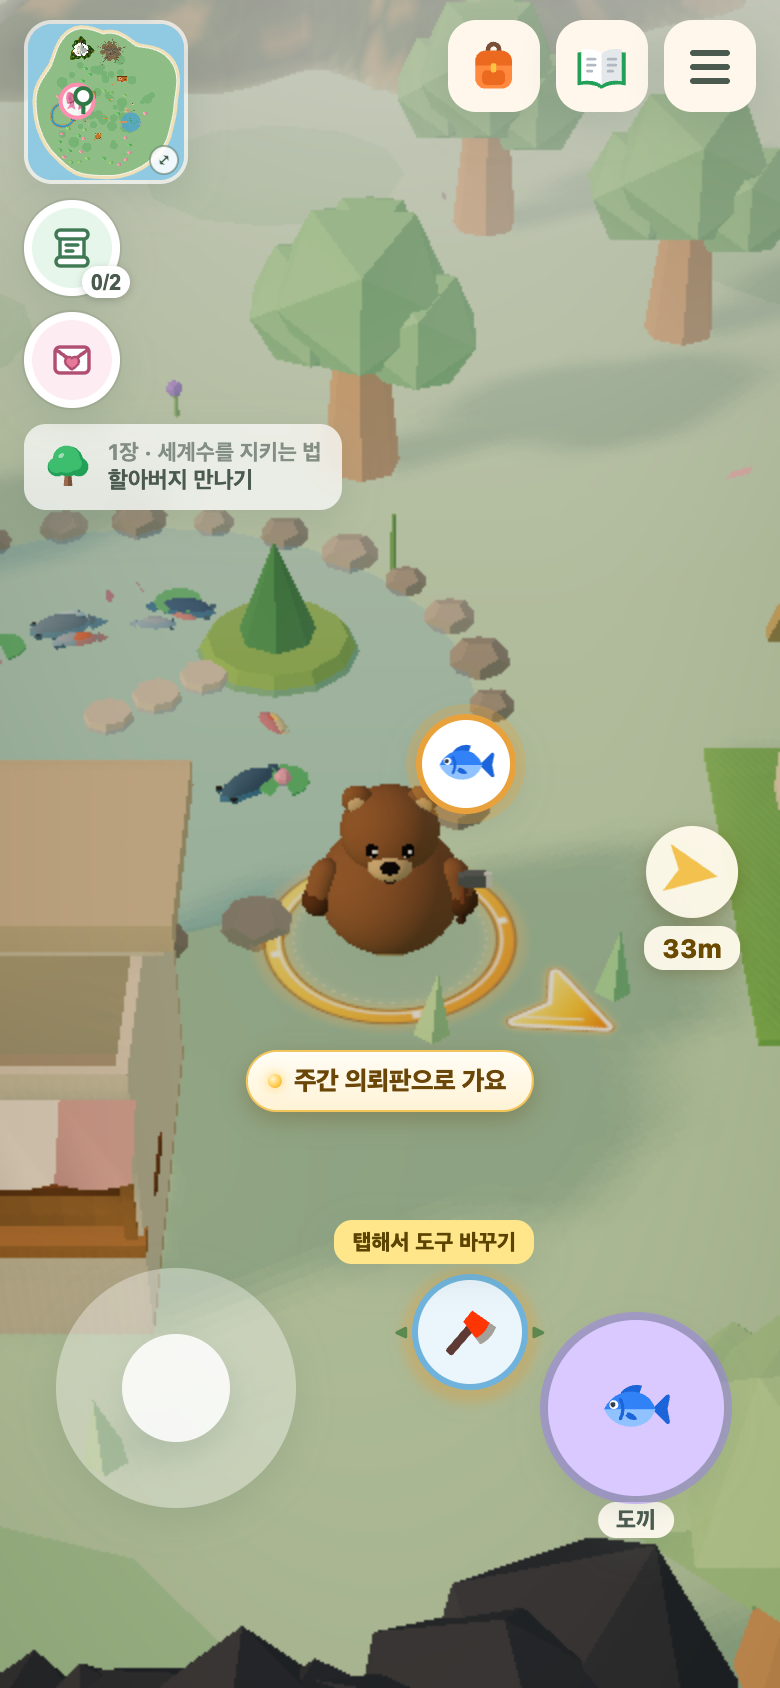 0/2
1장 · 세계수를 지키는 법
할아버지 만나기
33m
주간 의뢰판으로 가요
탭해서 도구 바꾸기
도끼